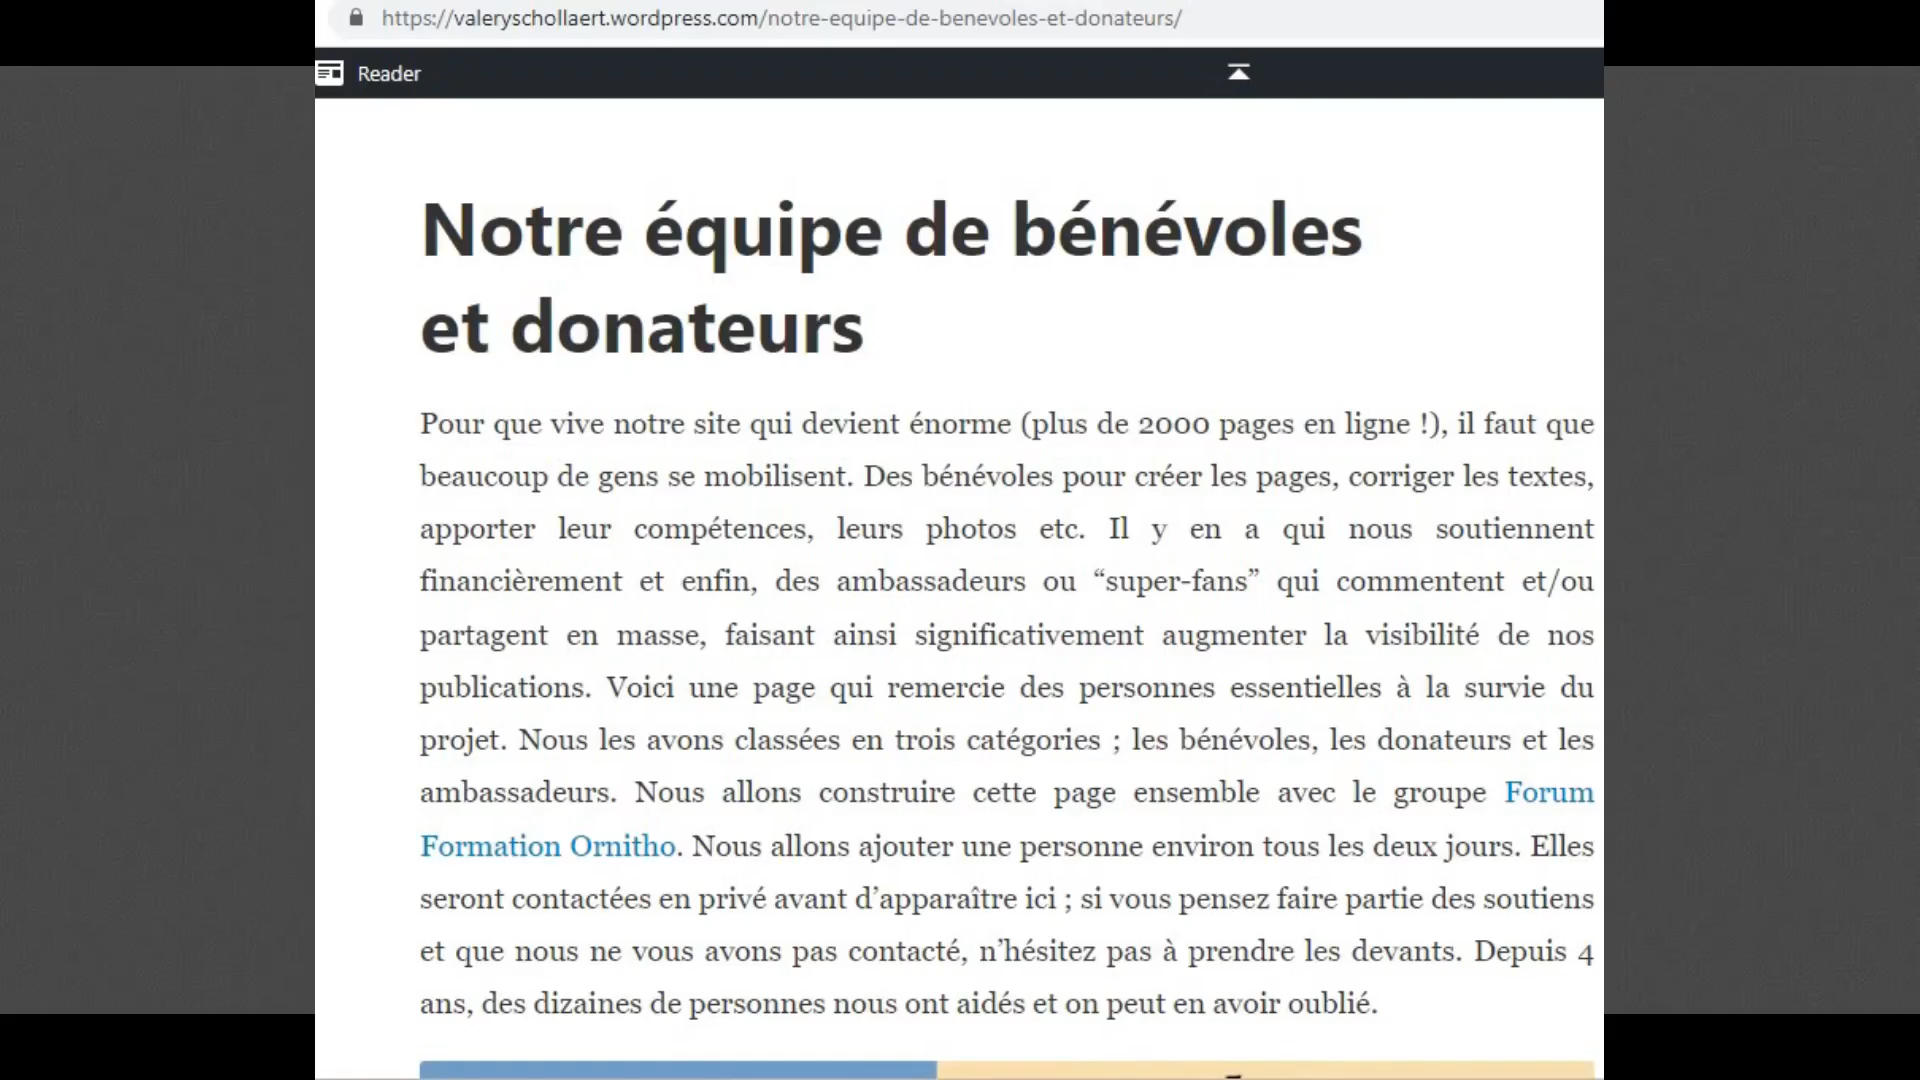 https://valeryschollaert.wordpress.com/notre-equipe-de-benevoles-et-donateurs/
Reader
Notre équipe de bénévoles
et donateurs
Pour que vive notre site qui devient énorme (plus de 2000 pages en ligne !), il faut que
beaucoup de gens se mobilisent. Des bénévoles pour créer les pages, corriger les textes,
apporter leur compétences, leurs photos etc. Il y en a qui nous soutiennent
financièrement et enfin, des ambassadeurs ou “super-fans” qui commentent et/ou
partagent en masse, faisant ainsi significativement augmenter la visibilité de nos
publications. Voici une page qui remercie des personnes essentielles à la survie du
projet. Nous les avons classées en trois catégories ; les bénévoles, les donateurs et les
ambassadeurs. Nous allons construire cette page ensemble avec le groupe Forum
Formation Ornitho. Nous allons ajouter une personne environ tous les deux jours. Elles
seront contactées en privé avant d’apparaître ici ; si vous pensez faire partie des soutiens
et que nous ne vous avons pas contacté, n’hésitez pas à prendre les devants. Depuis 4
ans, des dizaines de personnes nous ont aidés et on peut en avoir oublié.